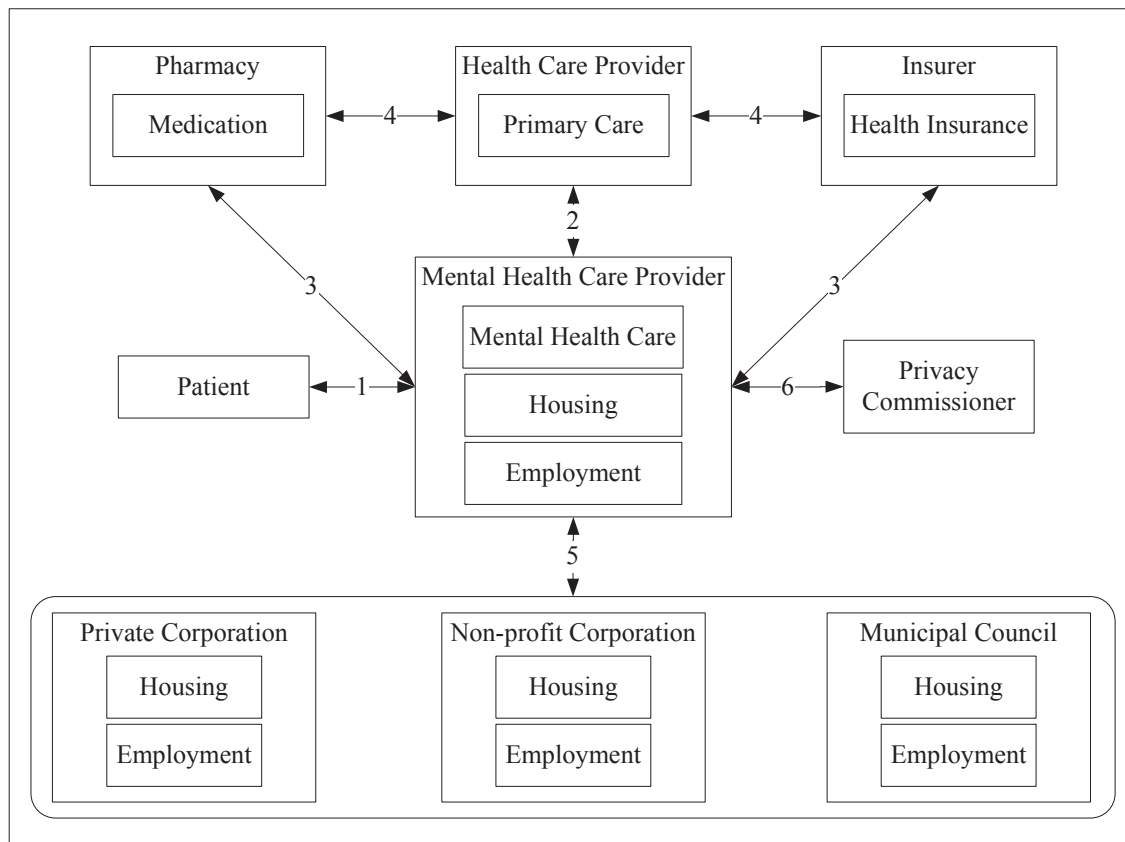 Pharmacy
Medication
4
Health Care Provider
Primary Care
4
Insurer
Health Insurance
3
2
3
Patient
1
Mental Health Care Provider
Mental Health Care
Housing
Employment
6
Privacy
Commissioner
5
Private Corporation
Housing
Employment
Non-profit Corporation
Housing
Employment
Municipal Council
Housing
Employment